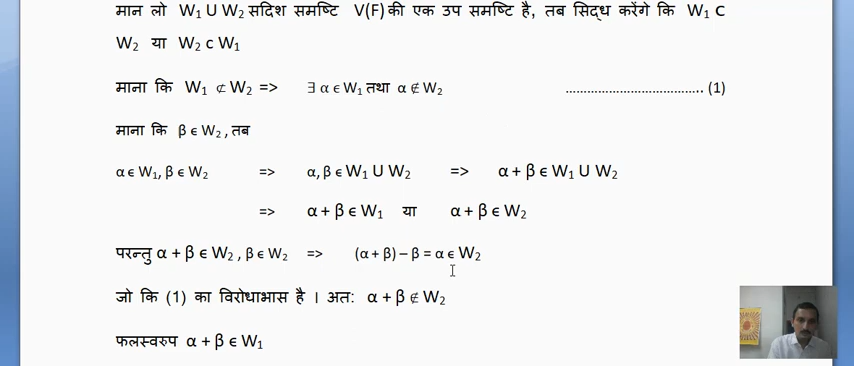 मान लो W₁ U W₂ सदिश समष्टि V(F) की एक उप समष्टि है, तब सिद्ध करेंगे कि W₁ ⊂
W₂ या W₂ ⊂ W₁
माना कि W₁ ⊄ W₂ => ∃ α ϵ W₁ तथा α ∉ W₂ ...................................... (1)
माना कि β ϵ W₂ , तब
α ϵ W₁, β ϵ W₂ => α, β ϵ W₁ U W₂ => α + β ϵ W₁ U W₂
=> α + β ϵ W₁ या α + β ϵ W₂
परन्तु α + β ϵ W₂ , β ϵ W₂ => (α + β) – β = α ϵ W₂
जो कि (1) का विरोधाभास है । अत: α + β ∉ W₂
फलस्वरुप α + β ϵ W₁